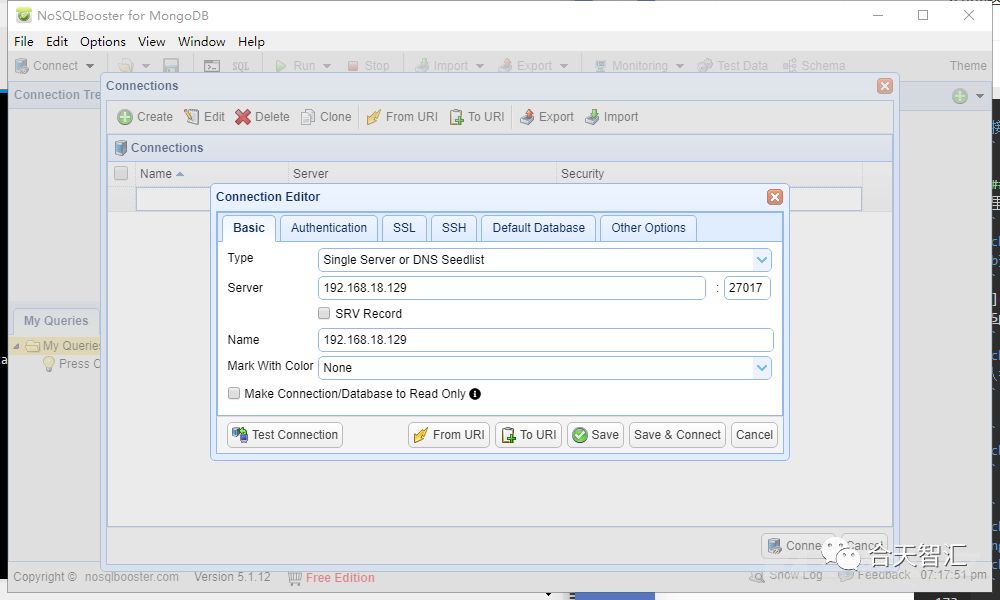 NoSQLBooster for MongoDB
File Edit Options View Window Help
Connect SQL Run Stop Import Export Monitoring Test Data Schema Theme
Connection Tre
Connections
Create Edit Delete Clone From URI To URI Export Import
Connections
Name Server Security
Connection Editor
Basic Authentication SSL SSH Default Database Other Options
Type Single Server or DNS Seedlist
Server 192.168.18.129 : 27017
SRV Record
Name 192.168.18.129
Mark With Color None
Make Connection/Database to Read Only
Test Connection From URI To URI Save Save & Connect Cancel
My Queries
My Queries
Press C
Connec Cancel
合天智汇
Copyright © nosqlbooster.com Version 5.1.12 Free Edition Show Log Feedback 07:17:51 pm